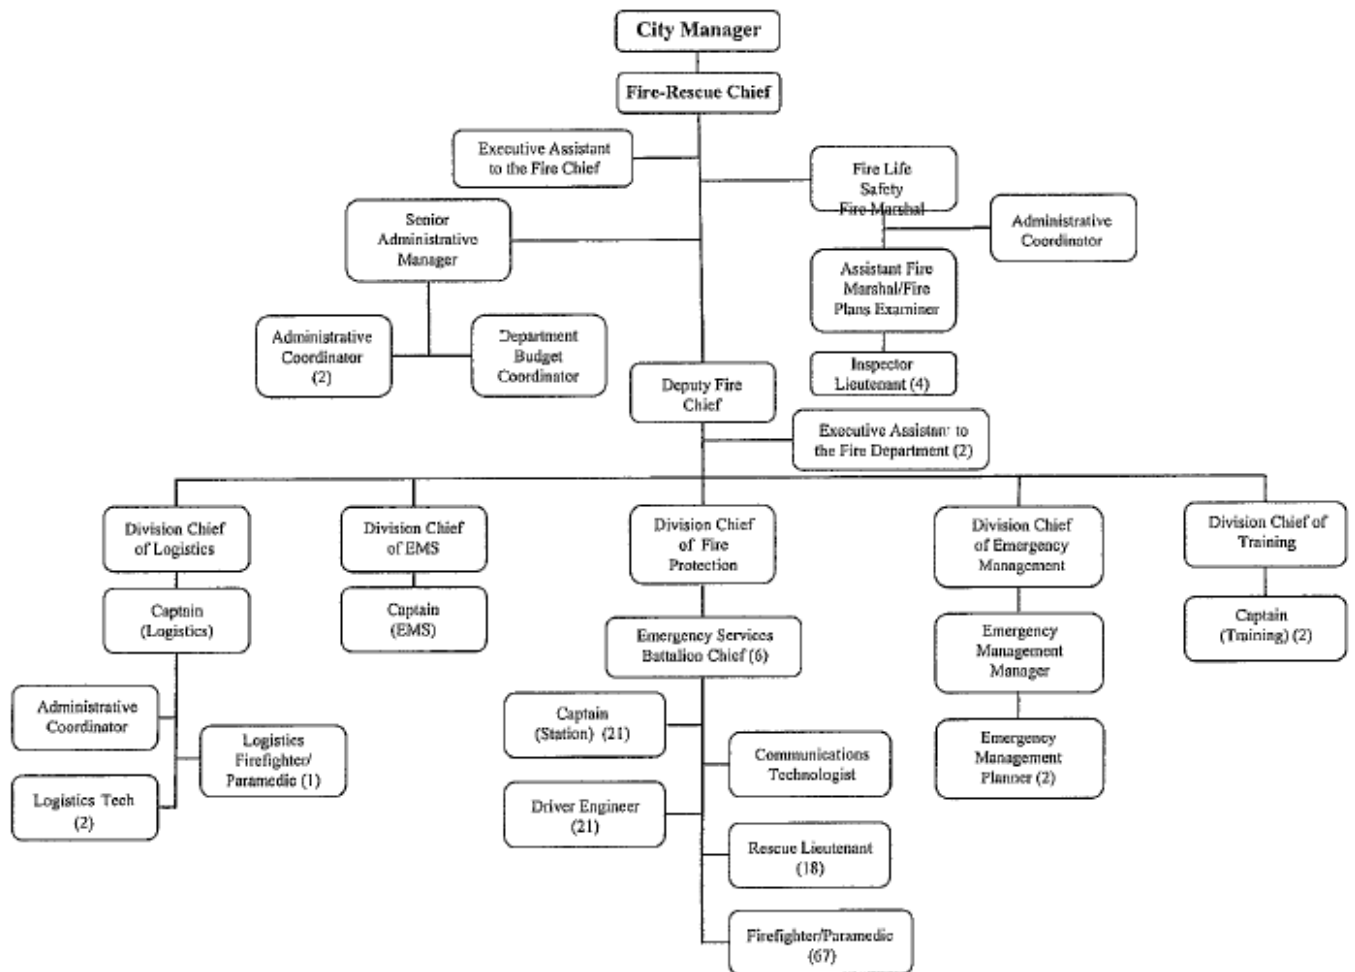 City Manager
Fire-Rescue Chief
Executive Assistant
to the Fire Chief
Fire Life
Safety
Fire Marshal
Senior
Administrative
Manager
Administrative
Coordinator
Assistant Fire
Marshal/Fire
Plans Examiner
Administrative
Coordinator
(2)
Department
Budget
Coordinator
Inspector
Lieutenant (4)
Deputy Fire
Chief
Executive Assistant to
the Fire Department (2)
Division Chief
of Logistics
Division Chief
of EMS
Division Chief
of Fire
Protection
Division Chief
of Emergency
Management
Division Chief of
Training
Captain
(Logistics)
Captain
(EMS)
Emergency Services
Battalion Chief (6)
Emergency
Management
Manager
Captain
(Training) (2)
Administrative
Coordinator
Logistics
Firefighter/
Paramedic (1)
Logistics Tech
(2)
Captain
(Station) (21)
Communications
Technologist
Driver Engineer
(21)
Rescue Lieutenant
(18)
Firefighter/Paramedic
(67)
Emergency
Management
Planner (2)